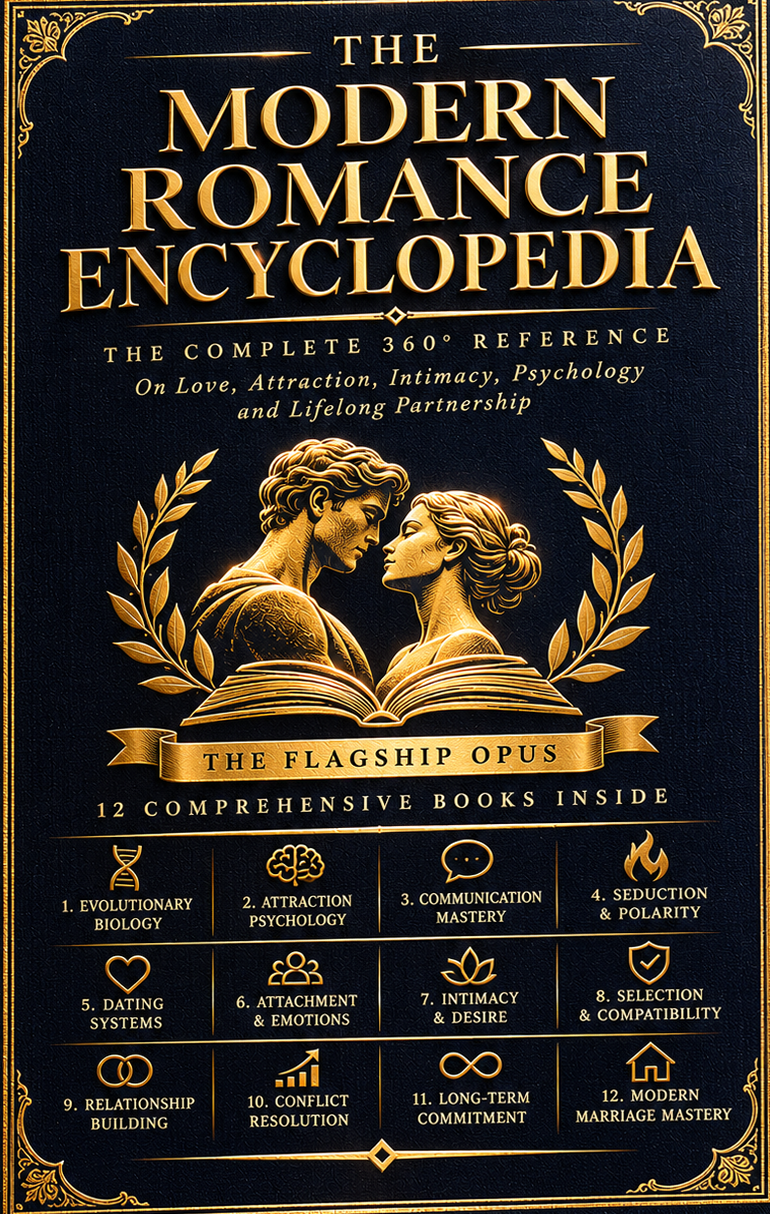 THE
MODERN
ROMANCE
ENCYCLOPEDIA
THE COMPLETE 360° REFERENCE
On Love, Attraction, Intimacy, Psychology
and Lifelong Partnership
THE FLAGSHIP OPUS
12 COMPREHENSIVE BOOKS INSIDE
1. EVOLUTIONARY
BIOLOGY
2. ATTRACTION
PSYCHOLOGY
3. COMMUNICATION
MASTERY
4. SEDUCTION
& POLARITY
5. DATING
SYSTEMS
6. ATTACHMENT
& EMOTIONS
7. INTIMACY
& DESIRE
8. SELECTION
& COMPATIBILITY
9. RELATIONSHIP
BUILDING
10. CONFLICT
RESOLUTION
11. LONG-TERM
COMMITMENT
12. MODERN
MARRIAGE MASTERY